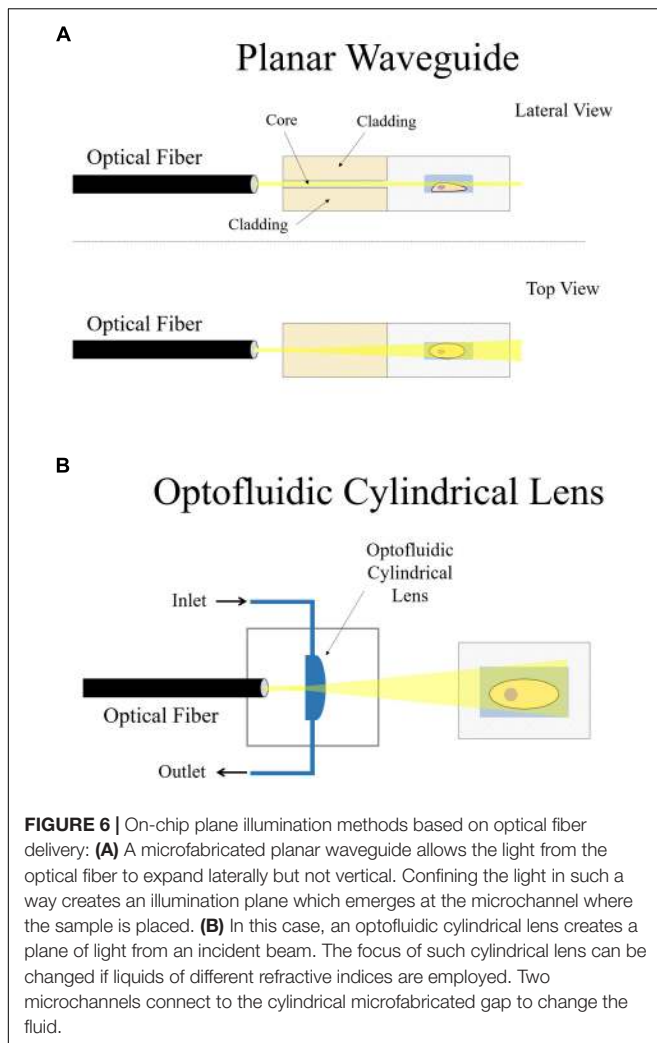 A
Planar Waveguide
Lateral View
Core
Cladding
Optical Fiber
Cladding
Top View
Optical Fiber
B
Optofluidic Cylindrical Lens
Optofluidic
Cylindrical
Lens
Inlet
Optical Fiber
Outlet
FIGURE 6 | On-chip plane illumination methods based on optical fiber
delivery: (A) A microfabricated planar waveguide allows the light from the
optical fiber to expand laterally but not vertical. Confining the light in such a
way creates an illumination plane which emerges at the microchannel where
the sample is placed. (B) In this case, an optofluidic cylindrical lens creates a
plane of light from an incident beam. The focus of such cylindrical lens can be
changed if liquids of different refractive indices are employed. Two
microchannels connect to the cylindrical microfabricated gap to change the
fluid.